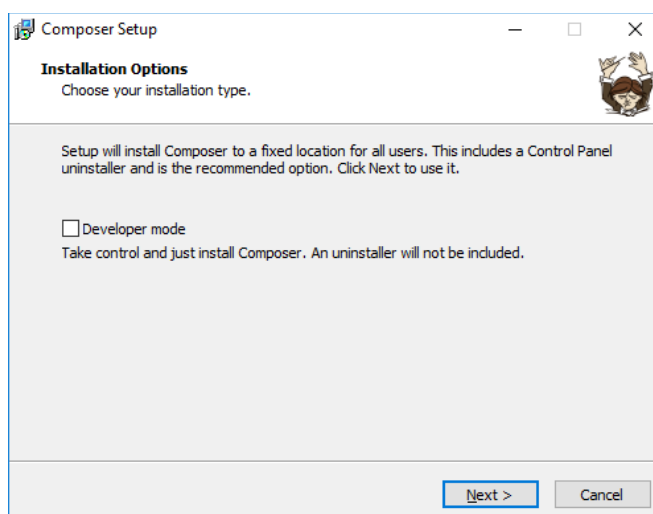 Composer Setup
Installation Options
Choose your installation type.
Setup will install Composer to a fixed location for all users. This includes a Control Panel
uninstaller and is the recommended option. Click Next to use it.
Developer mode
Take control and just install Composer. An uninstaller will not be included.
Next >
Cancel